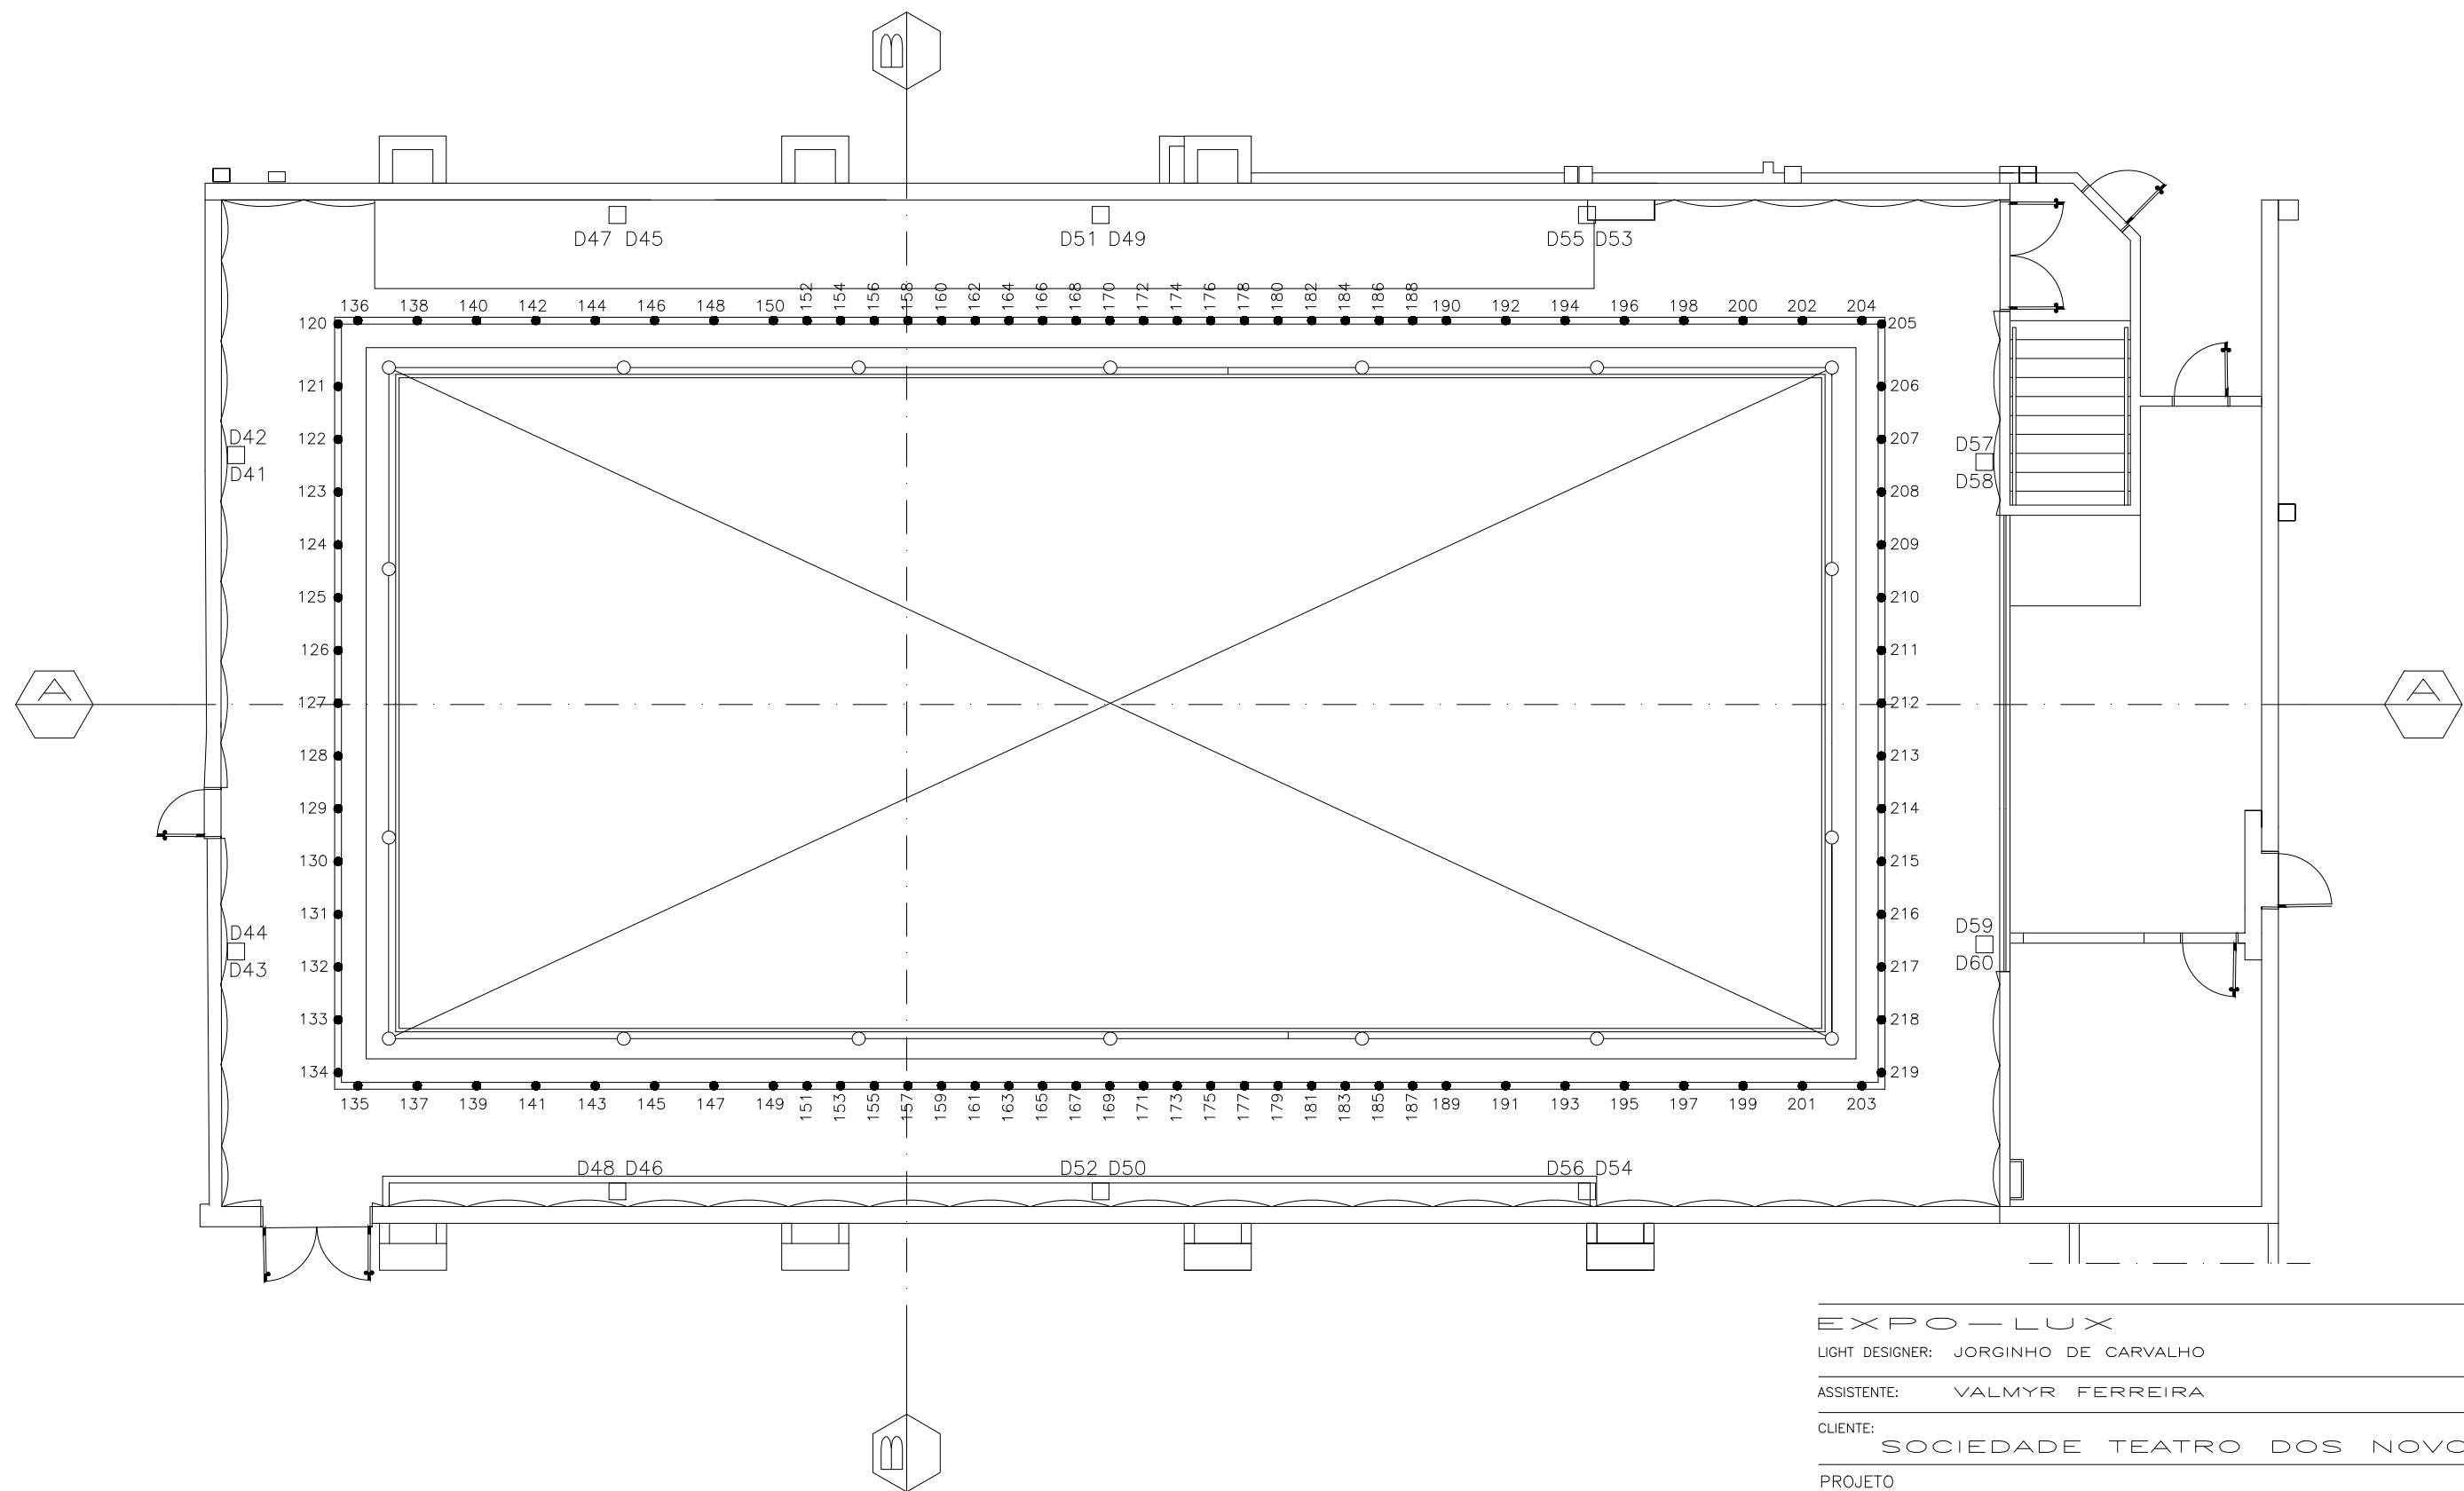 B
D47 D45 D51 D49 D55 D53
152 154 156 158 160 162 164 166 168 170 172 174 176 178 180 182 184 186 188
136 138 140 142 144 146 148 150 190 192 194 196 198 200 202 204
120 205
121 206
D42 122 207 D57
D41 123 208 D58
124 209
125 210
126 211
A 127 212 A
128 213
129 214
130 215
131 216
D44 D59
D43 132 217 D60
133 218
134 219
135 137 139 141 143 145 147 149 151 153 155 157 159 161 163 165 167 169 171 173 175 177 179 181 183 185 187 189 191 193 195 197 199 201 203
D48 D46 D52 D50 D56 D54
EXPO-LUX
LIGHT DESIGNER: JORGINHO DE CARVALHO
ASSISTENTE: VALMYR FERREIRA
CLIENTE:
SOCIEDADE TEATRO DOS NOVO
B
PROJETO